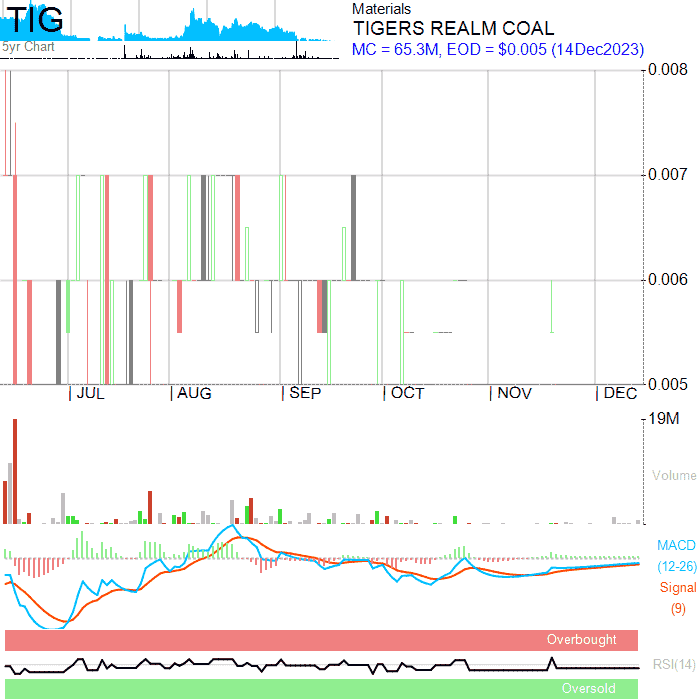 TIG
5yr Chart
Materials
TIGERS REALM COAL
MC = 65.3M, EOD = $0.005 (14Dec2023)
0.008
0.007
0.006
0.005
JUL
AUG
SEP
OCT
NOV
DEC
19M
Volume
MACD
(12-26)
Signal
(9)
Overbought
RSI(14)
Oversold